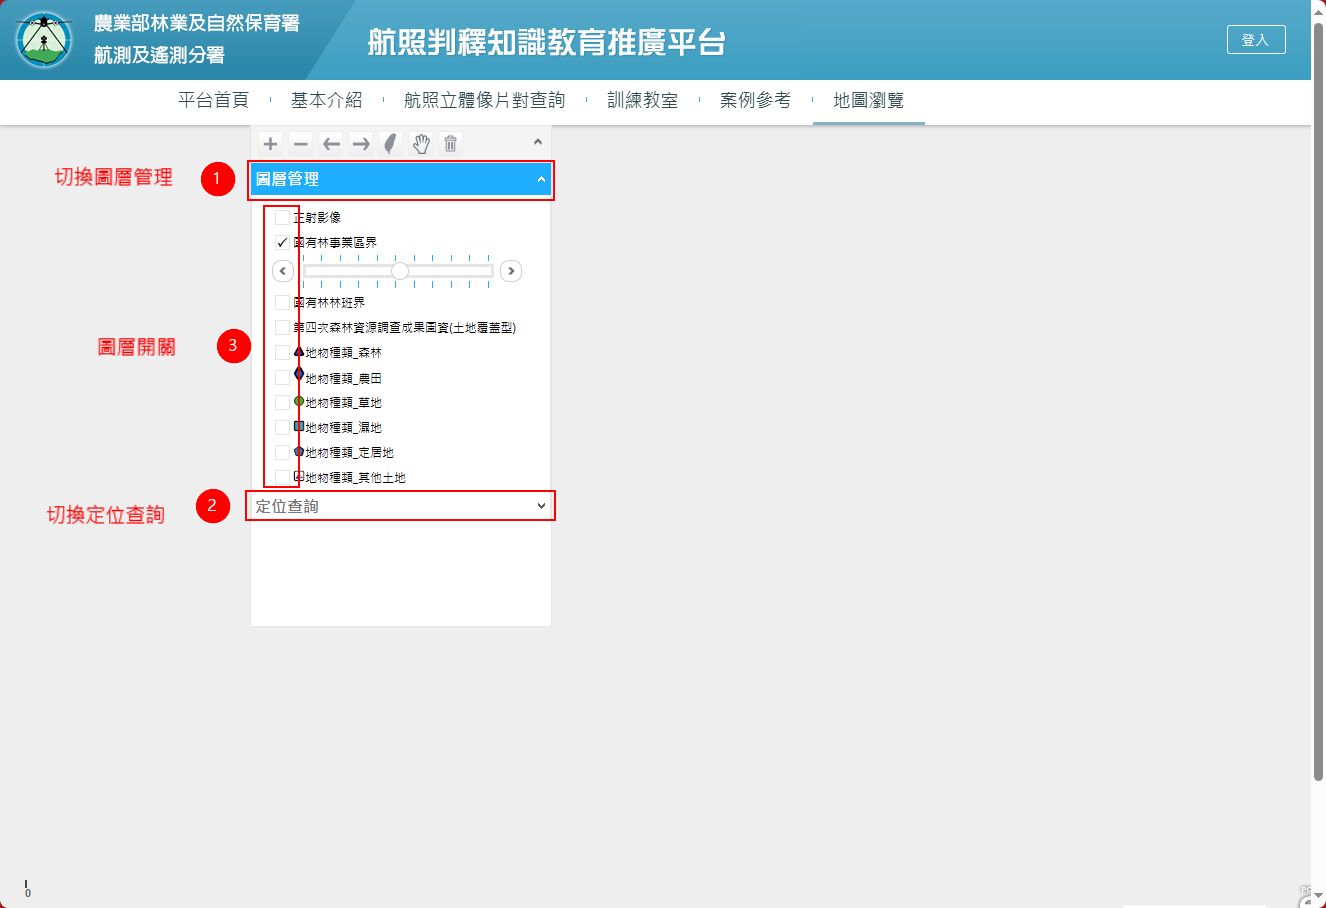 農業部林業及自然保育署
航測及遙測分署
航照判釋知識教育推廣平台
登入
平台首頁 基本介紹 航照立體像片對查詢 訓練教室 案例參考 地圖瀏覽
切換圖層管理
1
圖層管理
正射影像
國有林事業區界
國有林林班界
第四次森林資源調查成果圖資(土地覆蓋型)
圖層開關
3
地物種類_森林
地物種類_農田
地物種類_草地
地物種類_濕地
地物種類_定居地
地物種類_其他土地
切換定位查詢
2
定位查詢
0